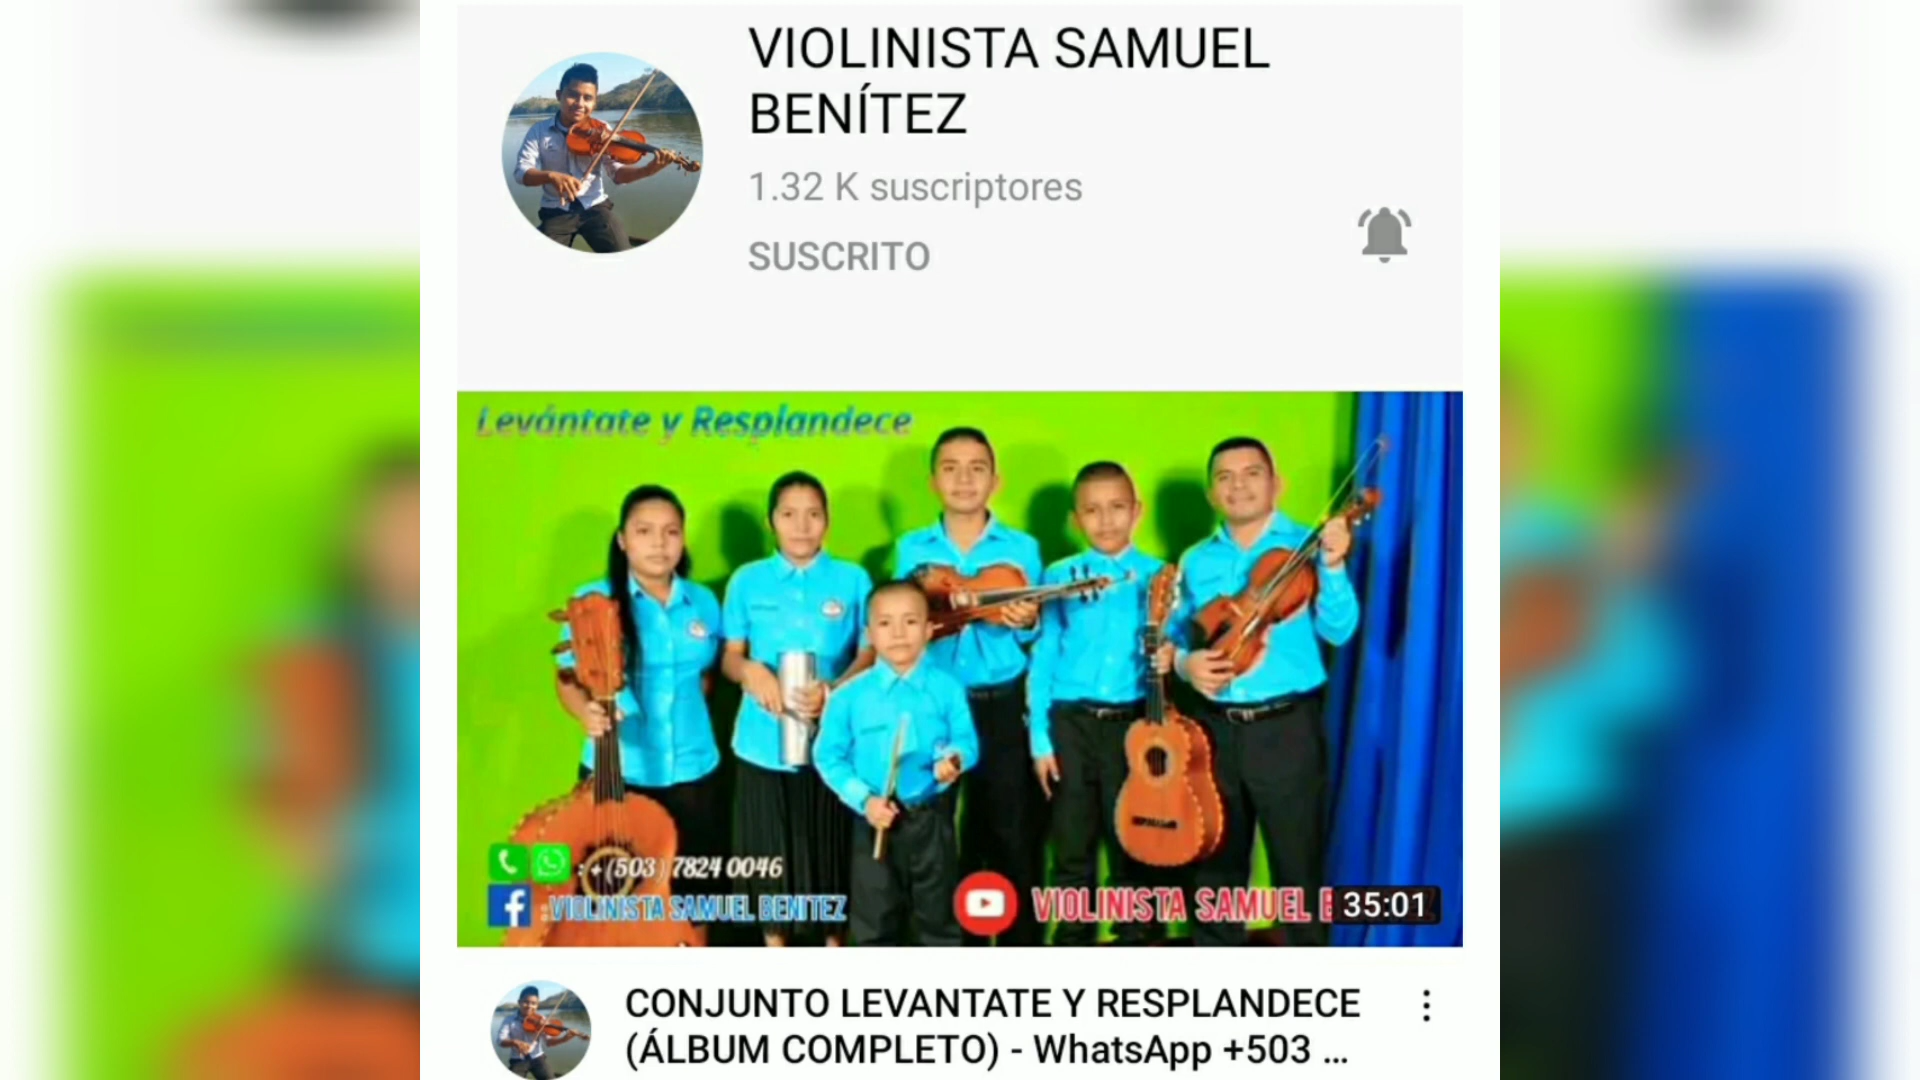 VIOLINISTA SAMUEL
BENÍTEZ
1.32 K suscriptores
SUSCRITO
Levántate y Resplandece
: + (503) 7824 0046
: VIOLINISTA SAMUEL BENITEZ
VIOLINISTA SAMUEL
35:01
CONJUNTO LEVANTATE Y RESPLANDECE
(ÁLBUM COMPLETO) - WhatsApp +503 ...